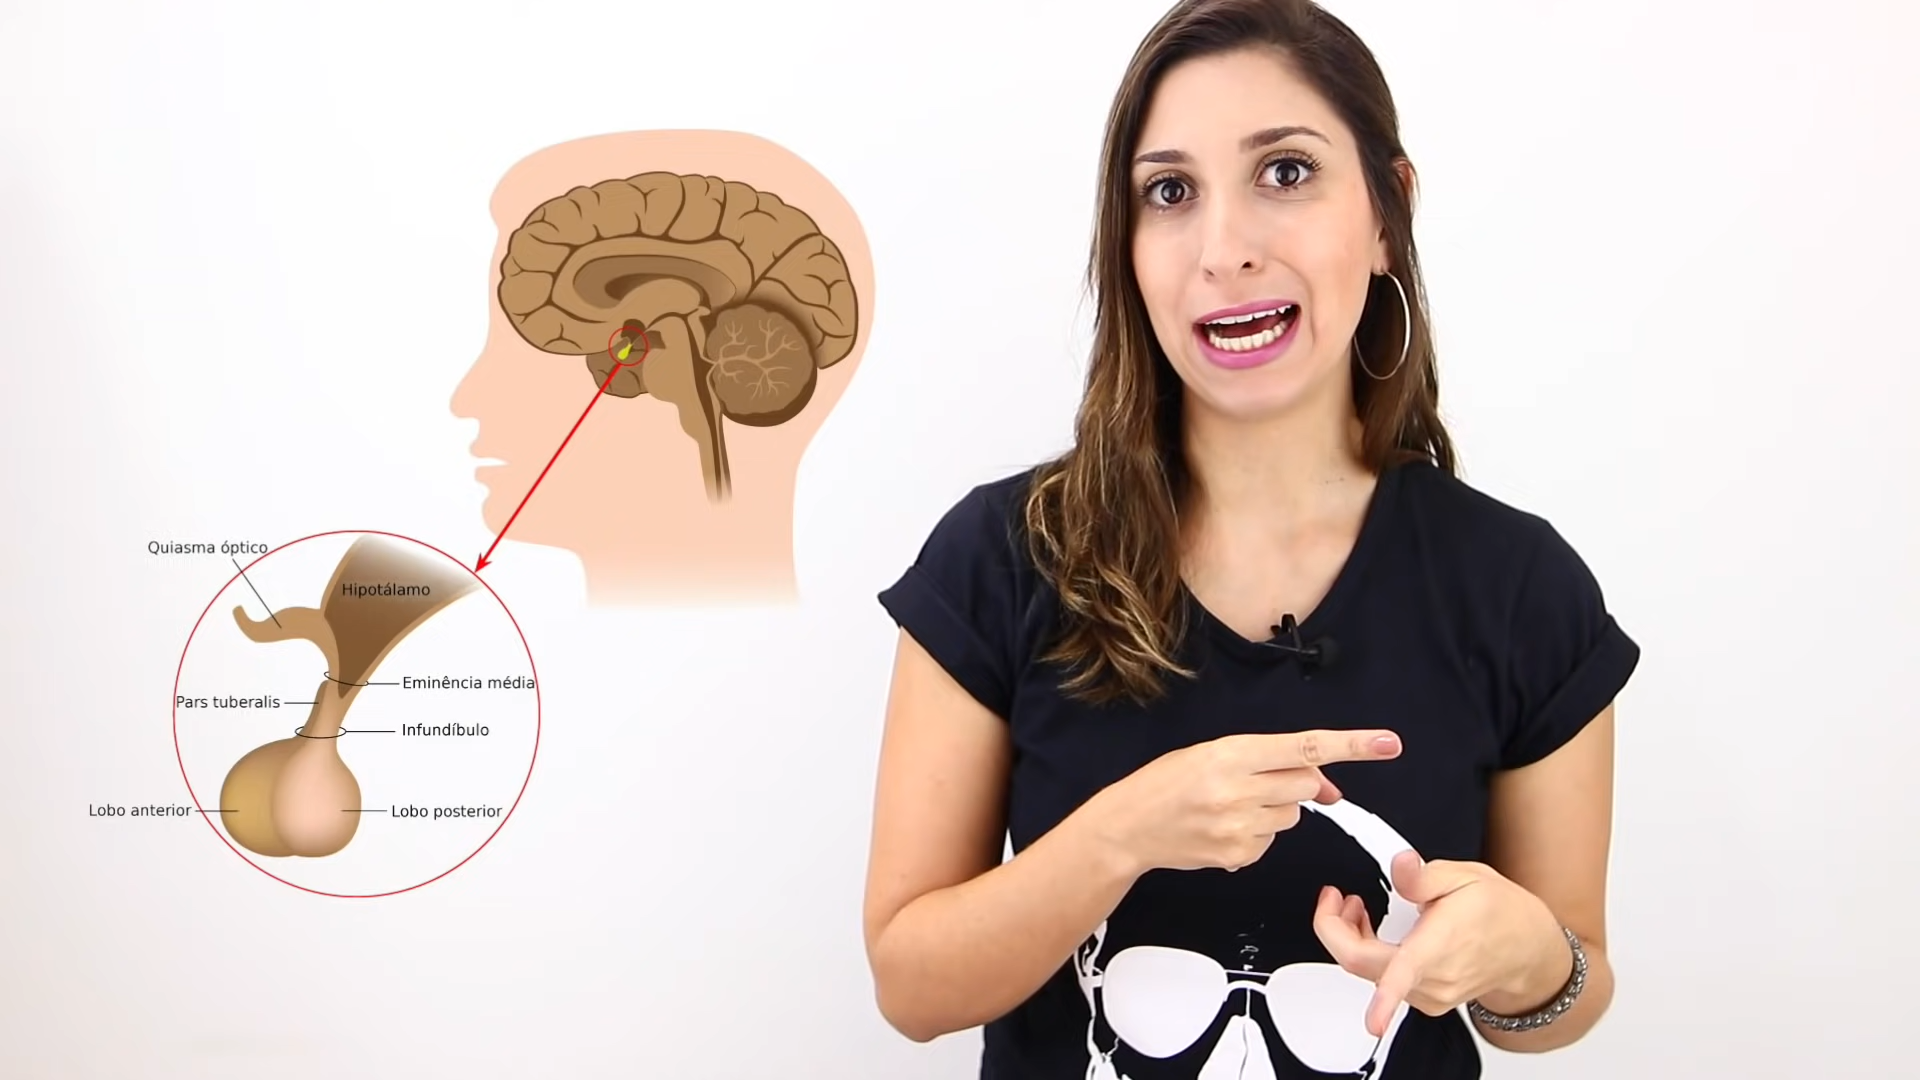 Quiasma óptico
Hipotálamo
Eminência média
Pars tuberalis
Infundíbulo
Lobo anterior
Lobo posterior